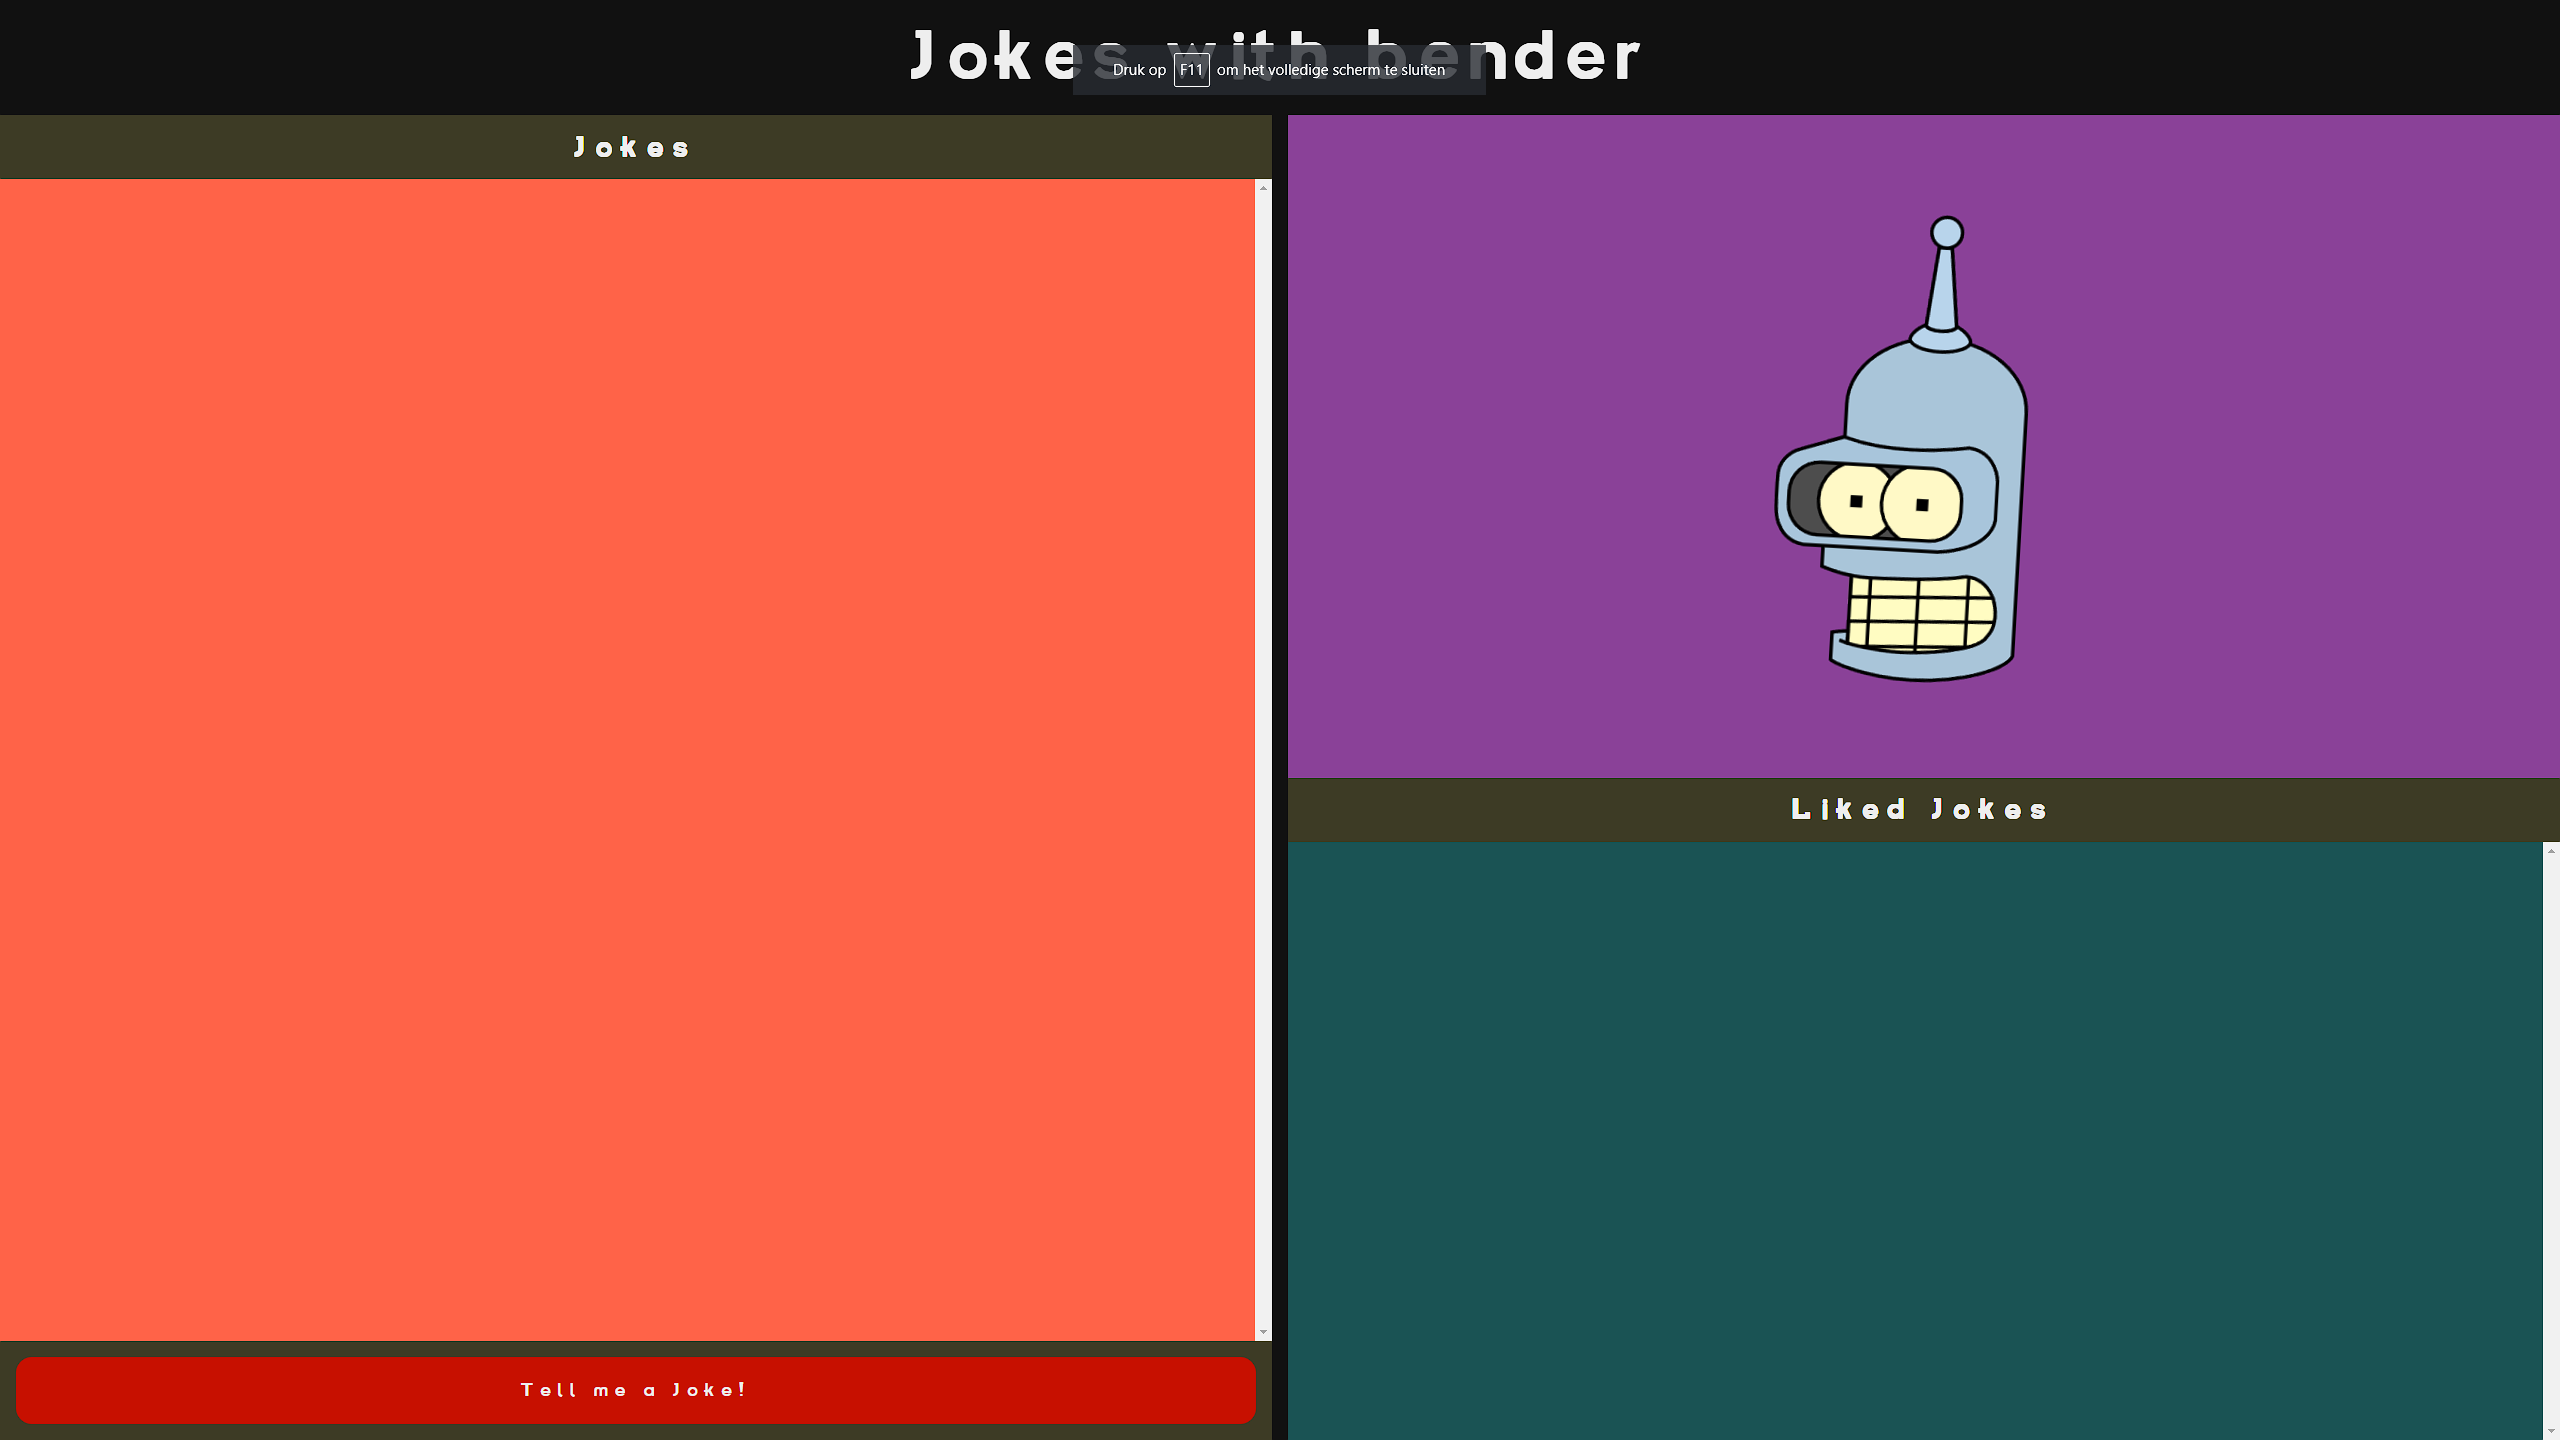 Jokes with bender
Druk op F11 om het volledige scherm te sluiten
Jokes
Liked Jokes
Tell me a Joke!